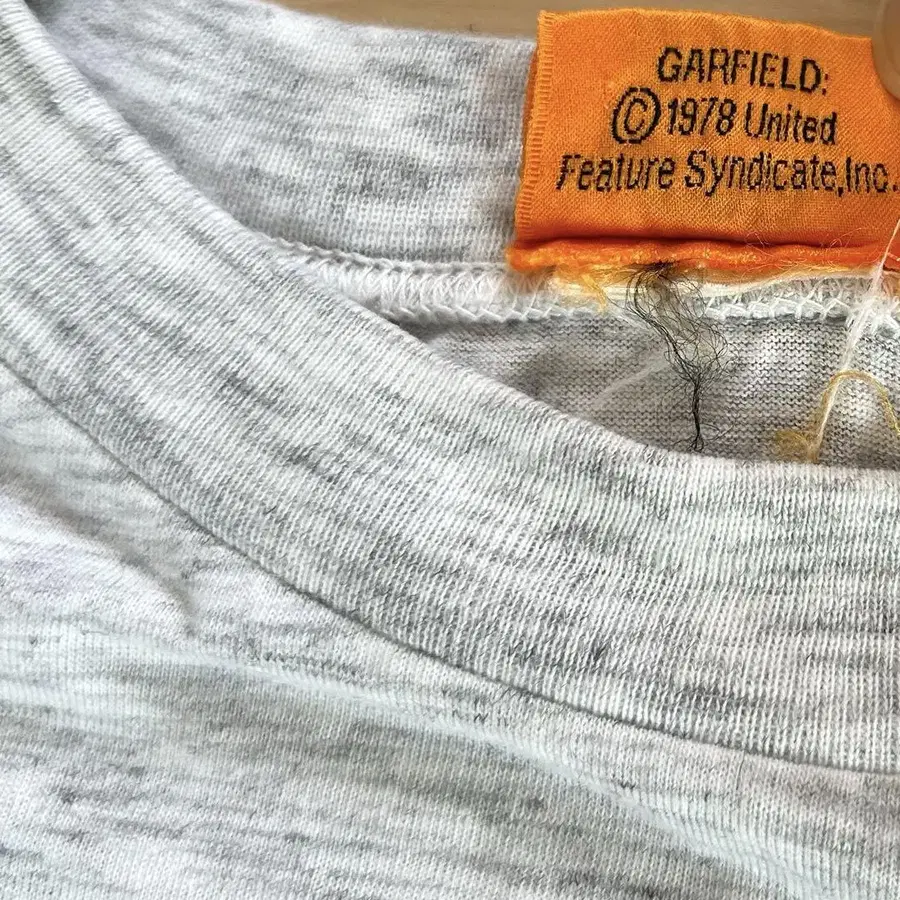 GARFIELD:
©1978 United
Feature Syndicate,Inc.